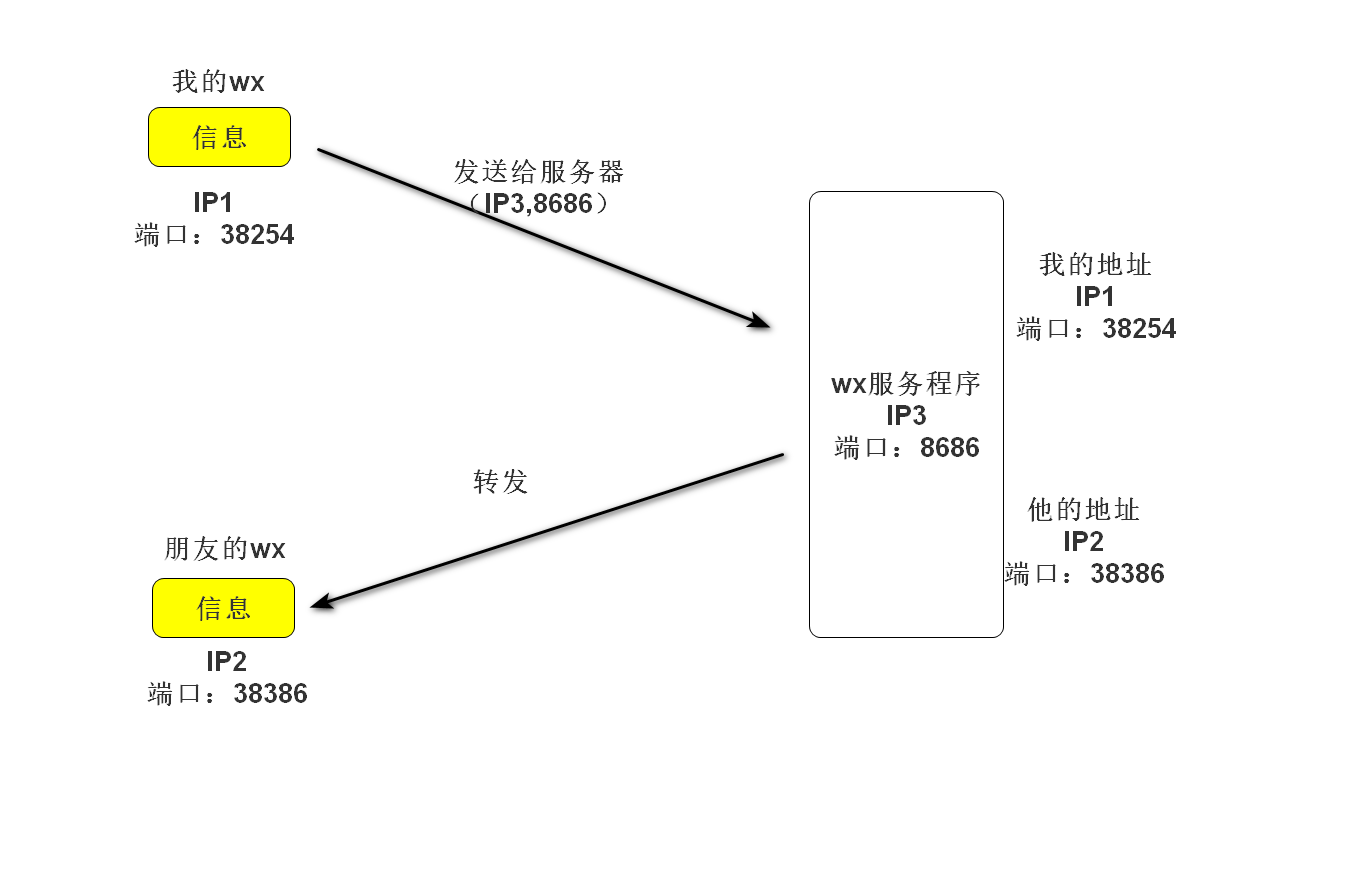 我的wx
信息
IP1
端口：38254
发送给服务器
（IP3,8686）
wx服务程序
IP3
端口：8686
我的地址
IP1
端口：38254
他的地址
IP2
端口：38386
转发
朋友的wx
信息
IP2
端口：38386